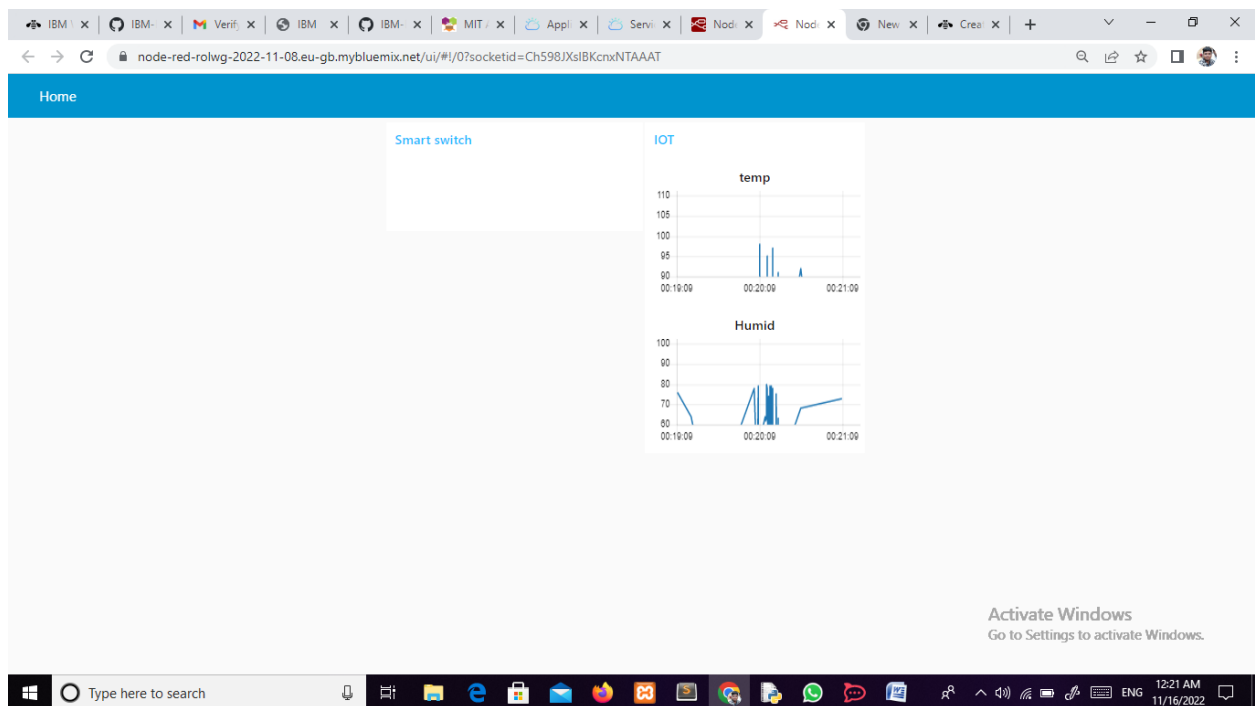 IBM W
IBM-
Verify
IBM
IBM-
MIT A
Appli
Servi
Node
Node
New
Creat
node-red-rolwg-2022-11-08.eu-gb.mybluemix.net/ui/#!/0?socketid=Ch598JXsIBKcnxNTAAAT
Home
Smart switch
IOT
temp
110
105
100
95
90
00:19:09 00:20:09 00:21:09
Humid
100
90
80
70
60
00:19:09 00:20:09 00:21:09
Activate Windows
Go to Settings to activate Windows.
Type here to search
ENG
12:21 AM
11/16/2022